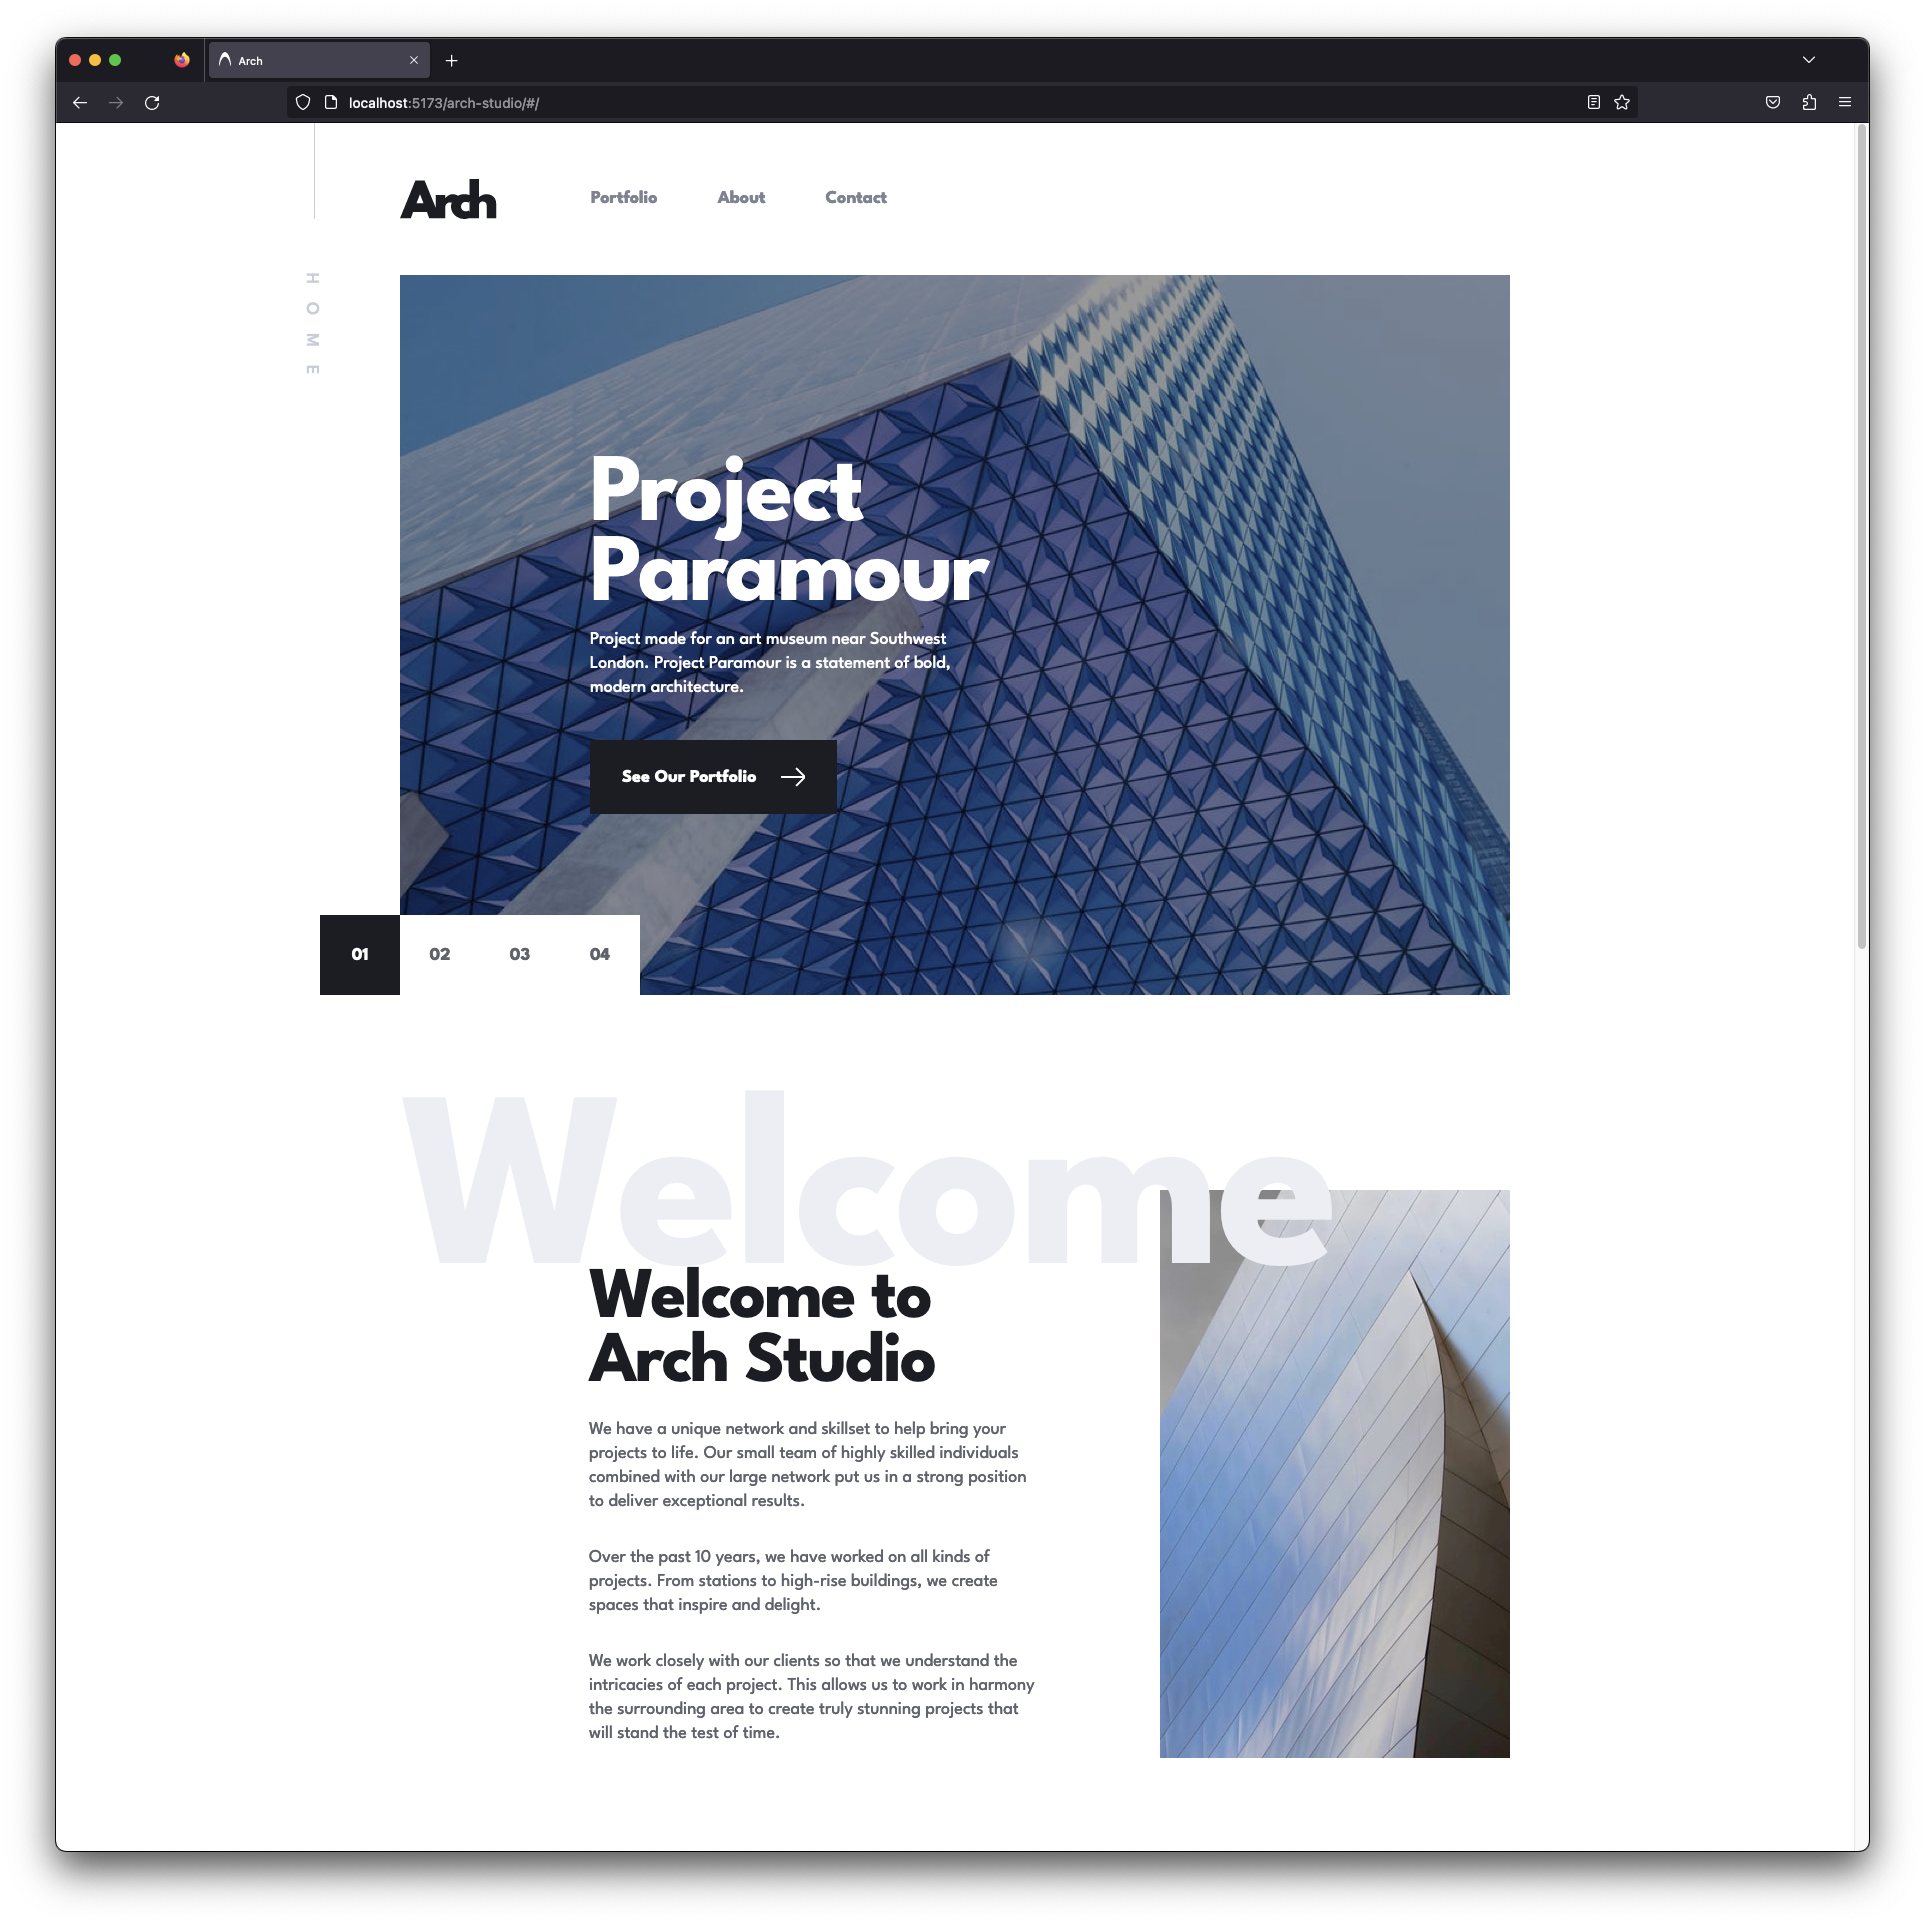 Arch
localhost:5173/arch-studio/#/
Arch
Portfolio
About
Contact
HOME
Project
Paramour
Project made for an art museum near Southwest
London. Project Paramour is a statement of bold,
modern architecture.
See Our Portfolio
01
02
03
04
Welcome
Welcome to
Arch Studio
We have a unique network and skillset to help bring your
projects to life. Our small team of highly skilled individuals
combined with our large network put us in a strong position
to deliver exceptional results.
Over the past 10 years, we have worked on all kinds of
projects. From stations to high-rise buildings, we create
spaces that inspire and delight.
We work closely with our clients so that we understand the
intricacies of each project. This allows us to work in harmony
the surrounding area to create truly stunning projects that
will stand the test of time.